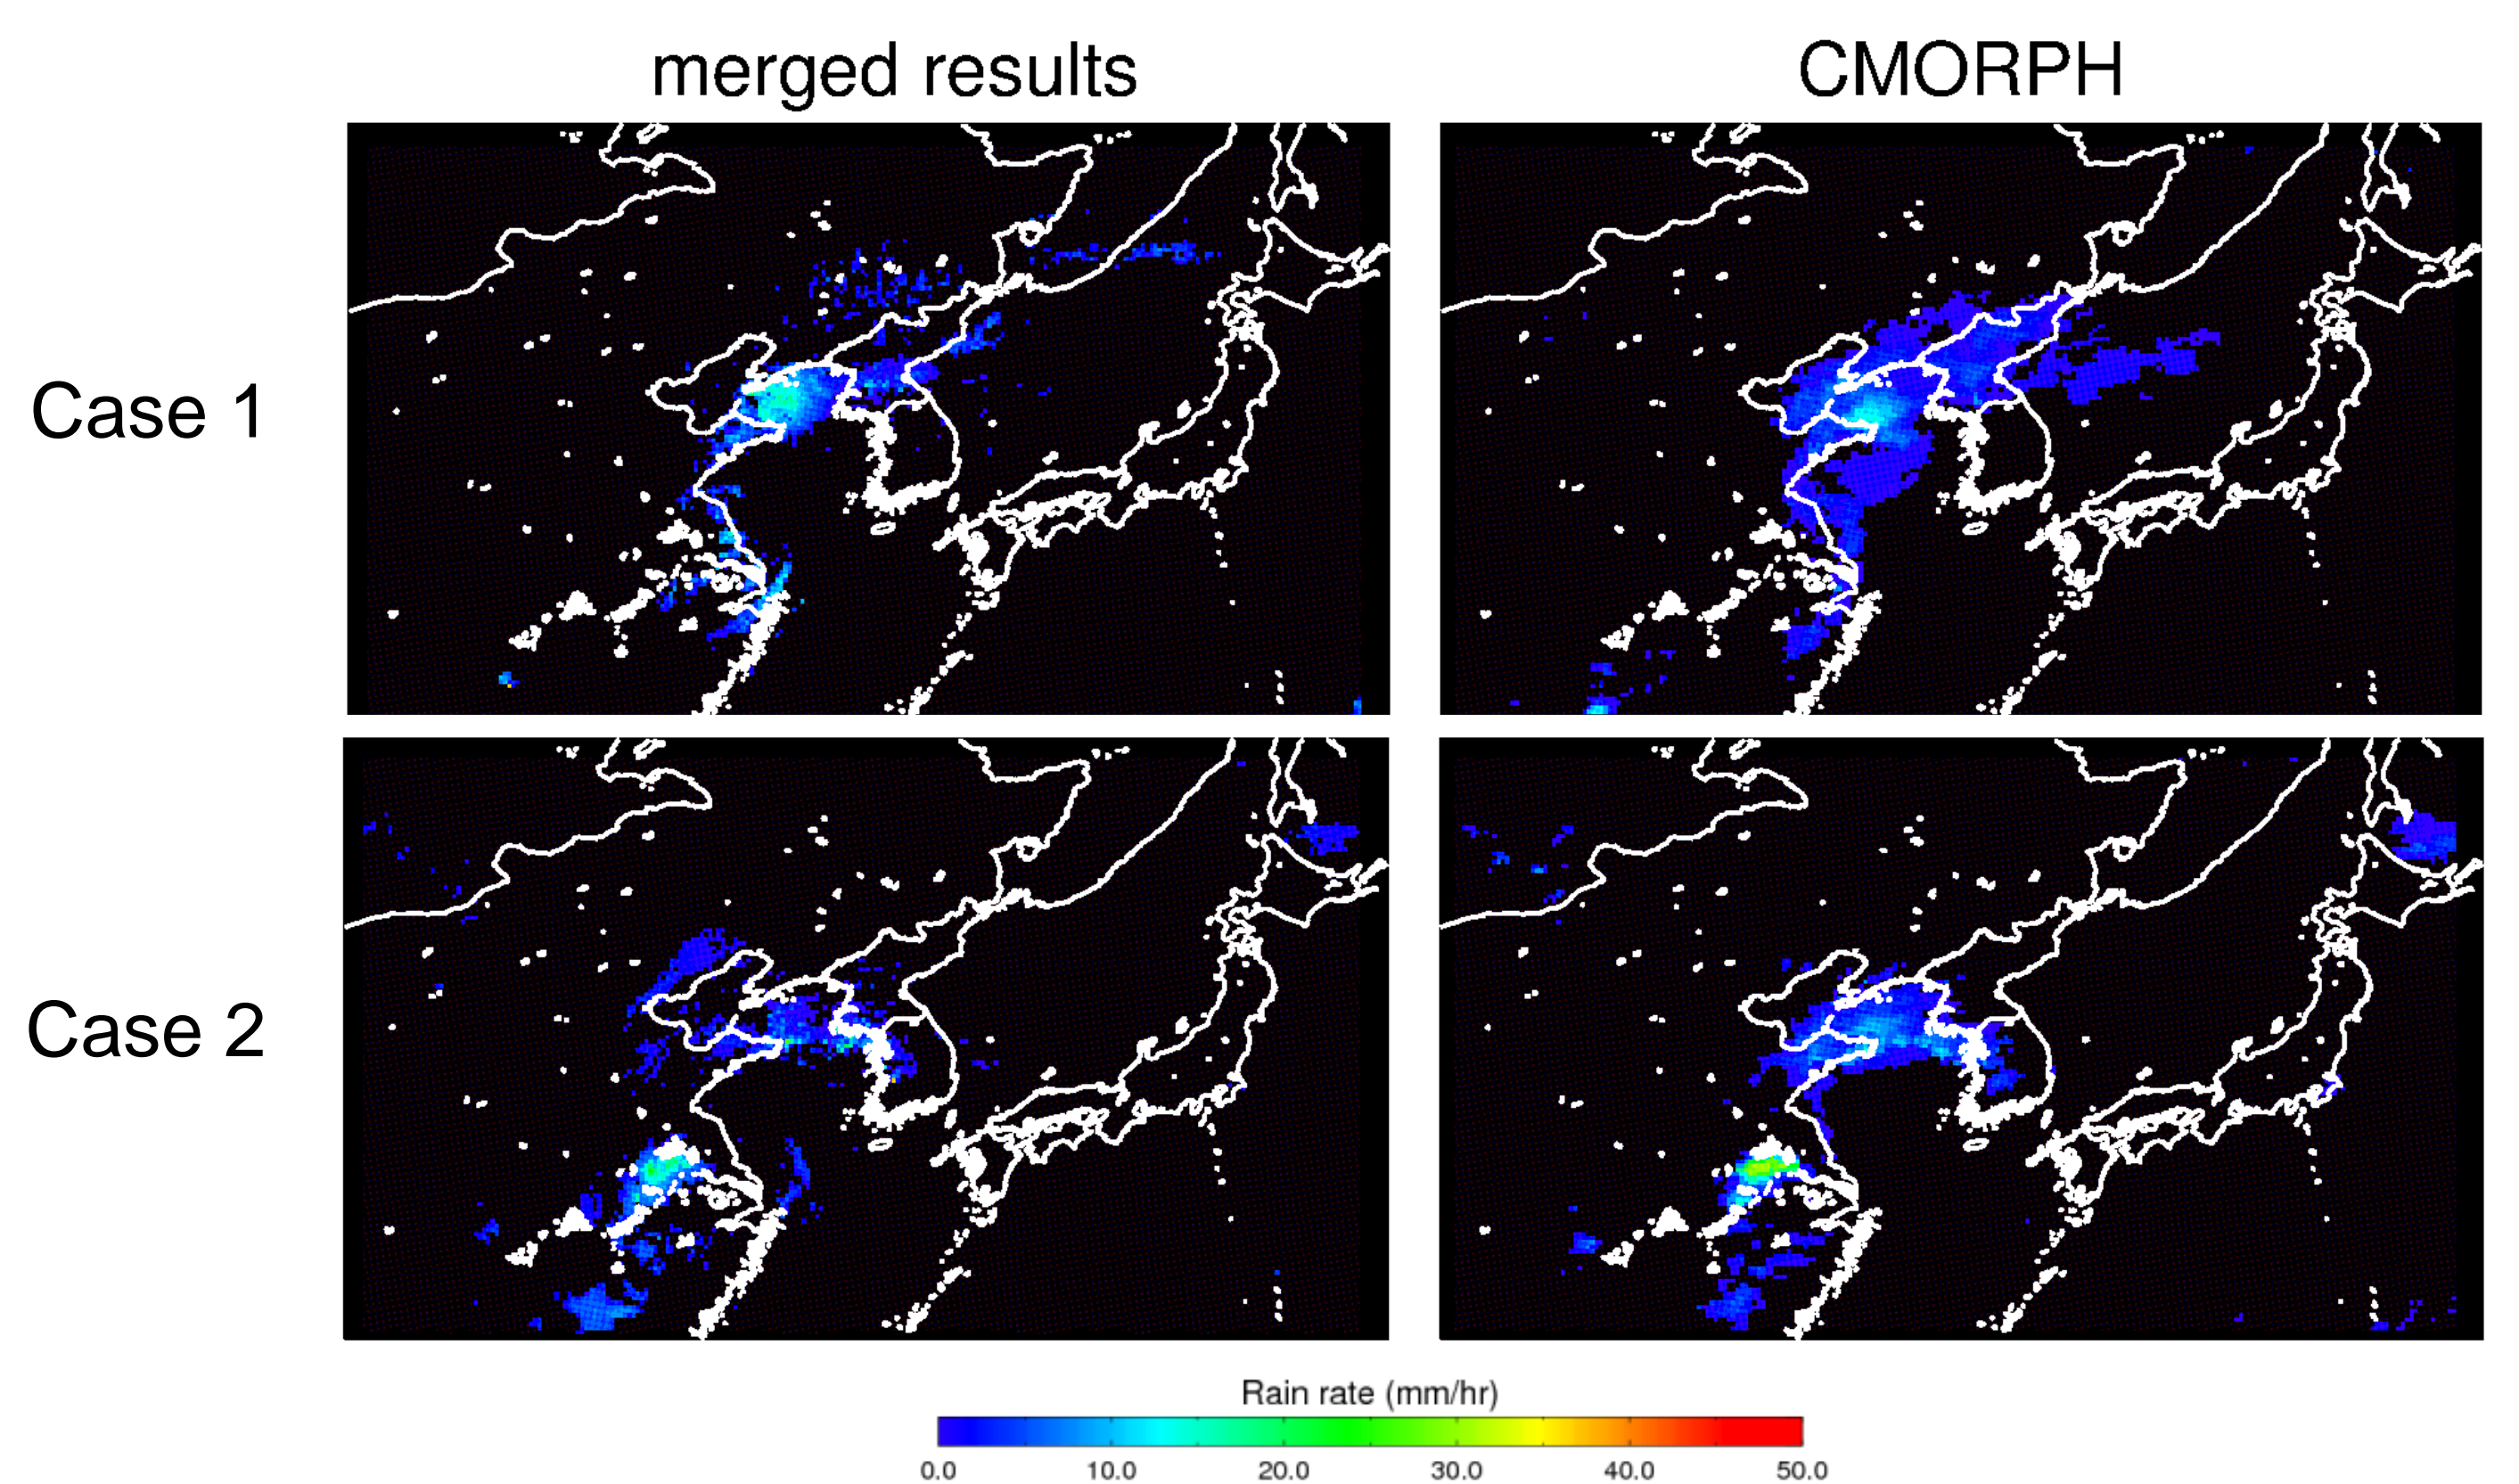 merged results
CMORPH
Case 1
Case 2
Rain rate (mm/hr)
0.0 10.0 20.0 30.0 40.0 50.0